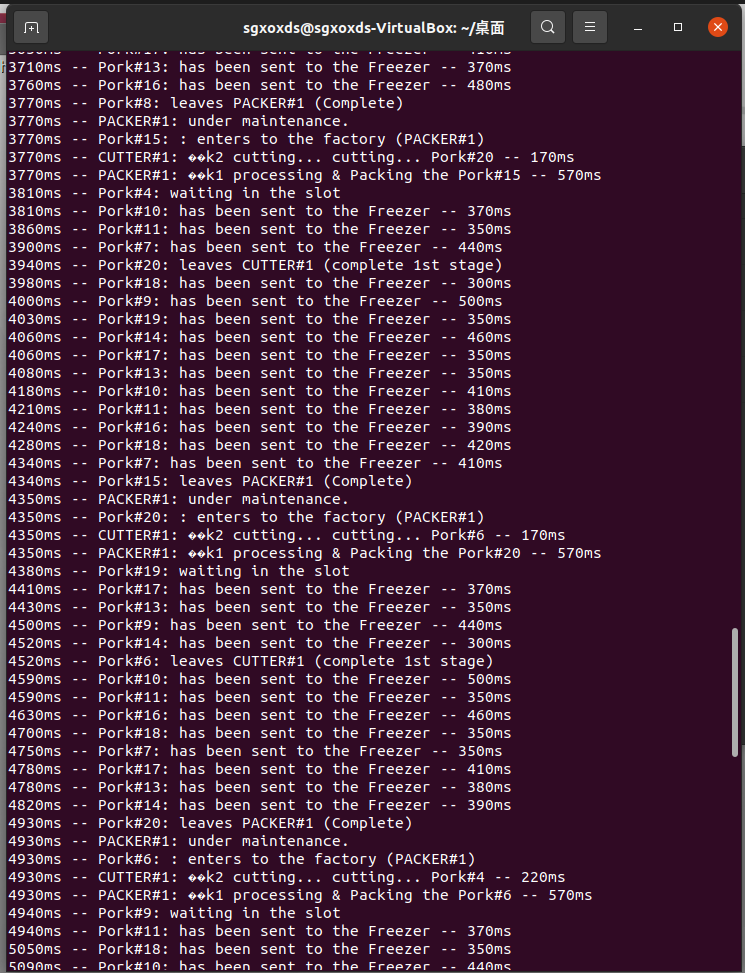 sgxoxds@sgxoxds-VirtualBox: ~/桌面
3710ms -- Pork#13: has been sent to the Freezer -- 370ms
3760ms -- Pork#16: has been sent to the Freezer -- 480ms
3770ms -- Pork#8: leaves PACKER#1 (Complete)
3770ms -- PACKER#1: under maintenance.
3770ms -- Pork#15: : enters to the factory (PACKER#1)
3770ms -- CUTTER#1: ��k2 cutting... cutting... Pork#20 -- 170ms
3770ms -- PACKER#1: ��k1 processing & Packing the Pork#15 -- 570ms
3810ms -- Pork#4: waiting in the slot
3810ms -- Pork#10: has been sent to the Freezer -- 370ms
3860ms -- Pork#11: has been sent to the Freezer -- 350ms
3900ms -- Pork#7: has been sent to the Freezer -- 440ms
3940ms -- Pork#20: leaves CUTTER#1 (complete 1st stage)
3980ms -- Pork#18: has been sent to the Freezer -- 300ms
4000ms -- Pork#9: has been sent to the Freezer -- 500ms
4030ms -- Pork#19: has been sent to the Freezer -- 350ms
4060ms -- Pork#14: has been sent to the Freezer -- 460ms
4060ms -- Pork#17: has been sent to the Freezer -- 350ms
4080ms -- Pork#13: has been sent to the Freezer -- 350ms
4180ms -- Pork#10: has been sent to the Freezer -- 410ms
4210ms -- Pork#11: has been sent to the Freezer -- 380ms
4240ms -- Pork#16: has been sent to the Freezer -- 390ms
4280ms -- Pork#18: has been sent to the Freezer -- 420ms
4340ms -- Pork#7: has been sent to the Freezer -- 410ms
4340ms -- Pork#15: leaves PACKER#1 (Complete)
4350ms -- PACKER#1: under maintenance.
4350ms -- Pork#20: : enters to the factory (PACKER#1)
4350ms -- CUTTER#1: ��k2 cutting... cutting... Pork#6 -- 170ms
4350ms -- PACKER#1: ��k1 processing & Packing the Pork#20 -- 570ms
4380ms -- Pork#19: waiting in the slot
4410ms -- Pork#17: has been sent to the Freezer -- 370ms
4430ms -- Pork#13: has been sent to the Freezer -- 350ms
4500ms -- Pork#9: has been sent to the Freezer -- 440ms
4520ms -- Pork#14: has been sent to the Freezer -- 300ms
4520ms -- Pork#6: leaves CUTTER#1 (complete 1st stage)
4590ms -- Pork#10: has been sent to the Freezer -- 500ms
4590ms -- Pork#11: has been sent to the Freezer -- 350ms
4630ms -- Pork#16: has been sent to the Freezer -- 460ms
4700ms -- Pork#18: has been sent to the Freezer -- 350ms
4750ms -- Pork#7: has been sent to the Freezer -- 350ms
4780ms -- Pork#17: has been sent to the Freezer -- 410ms
4780ms -- Pork#13: has been sent to the Freezer -- 380ms
4820ms -- Pork#14: has been sent to the Freezer -- 390ms
4930ms -- Pork#20: leaves PACKER#1 (Complete)
4930ms -- PACKER#1: under maintenance.
4930ms -- Pork#6: : enters to the factory (PACKER#1)
4930ms -- CUTTER#1: ��k2 cutting... cutting... Pork#4 -- 220ms
4930ms -- PACKER#1: ��k1 processing & Packing the Pork#6 -- 570ms
4940ms -- Pork#9: waiting in the slot
4940ms -- Pork#11: has been sent to the Freezer -- 370ms
5050ms -- Pork#18: has been sent to the Freezer -- 350ms
5090ms -- Pork#10: has been sent to the Freezer -- 440ms